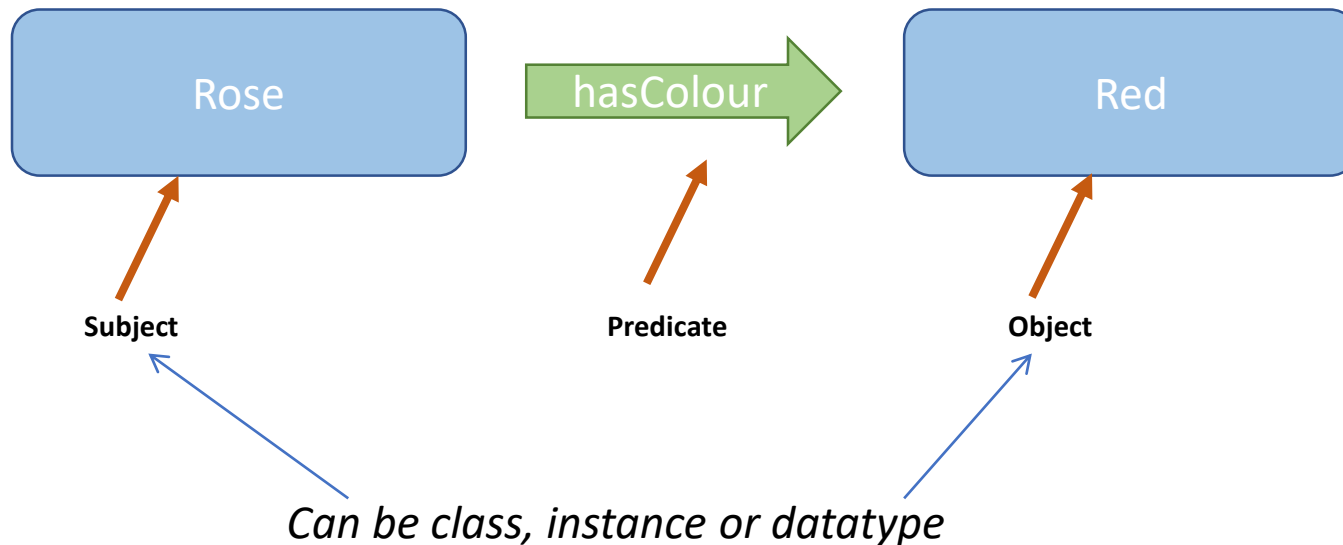 Rose hasColour Red
Subject Predicate Object
Can be class, instance or datatype